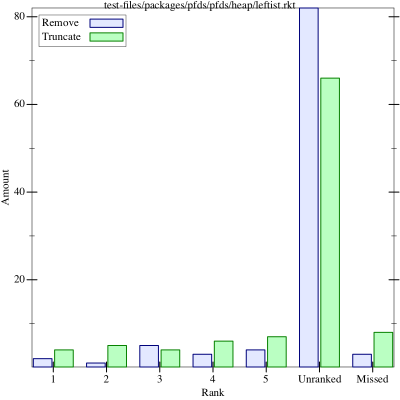 test-files/packages/pfds/pfds/heap/leftist.rkt
80
Remove
Truncate
60
Amount
40
20
1 2 3 4 5 Unranked Missed
Rank